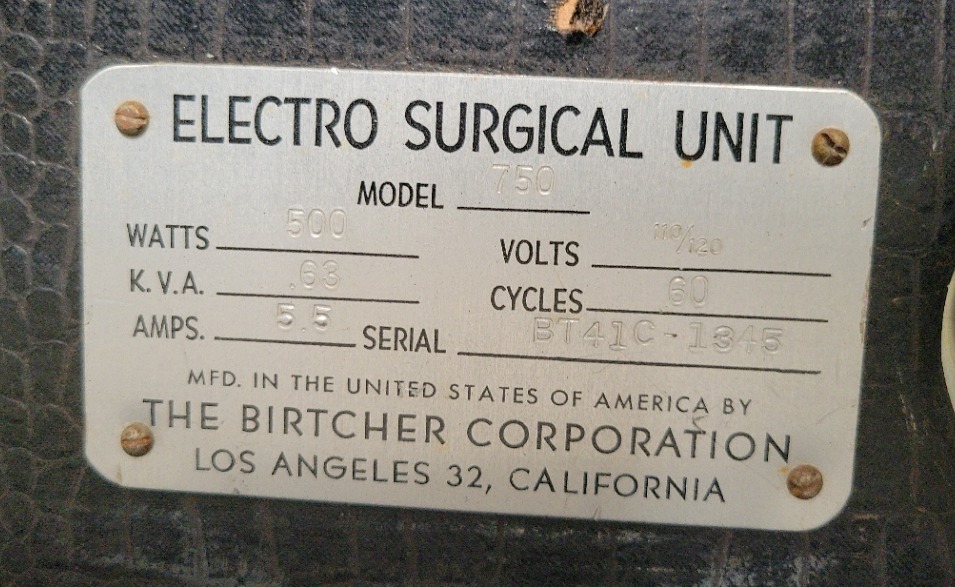 ELECTRO SURGICAL UNIT
MODEL 750
WATTS 500 VOLTS 110/120
K.V.A. .63 CYCLES 60
AMPS. 5.5 SERIAL BT41C-1345
MFD. IN THE UNITED STATES OF AMERICA BY
THE BIRTCHER CORPORATION
LOS ANGELES 32, CALIFORNIA